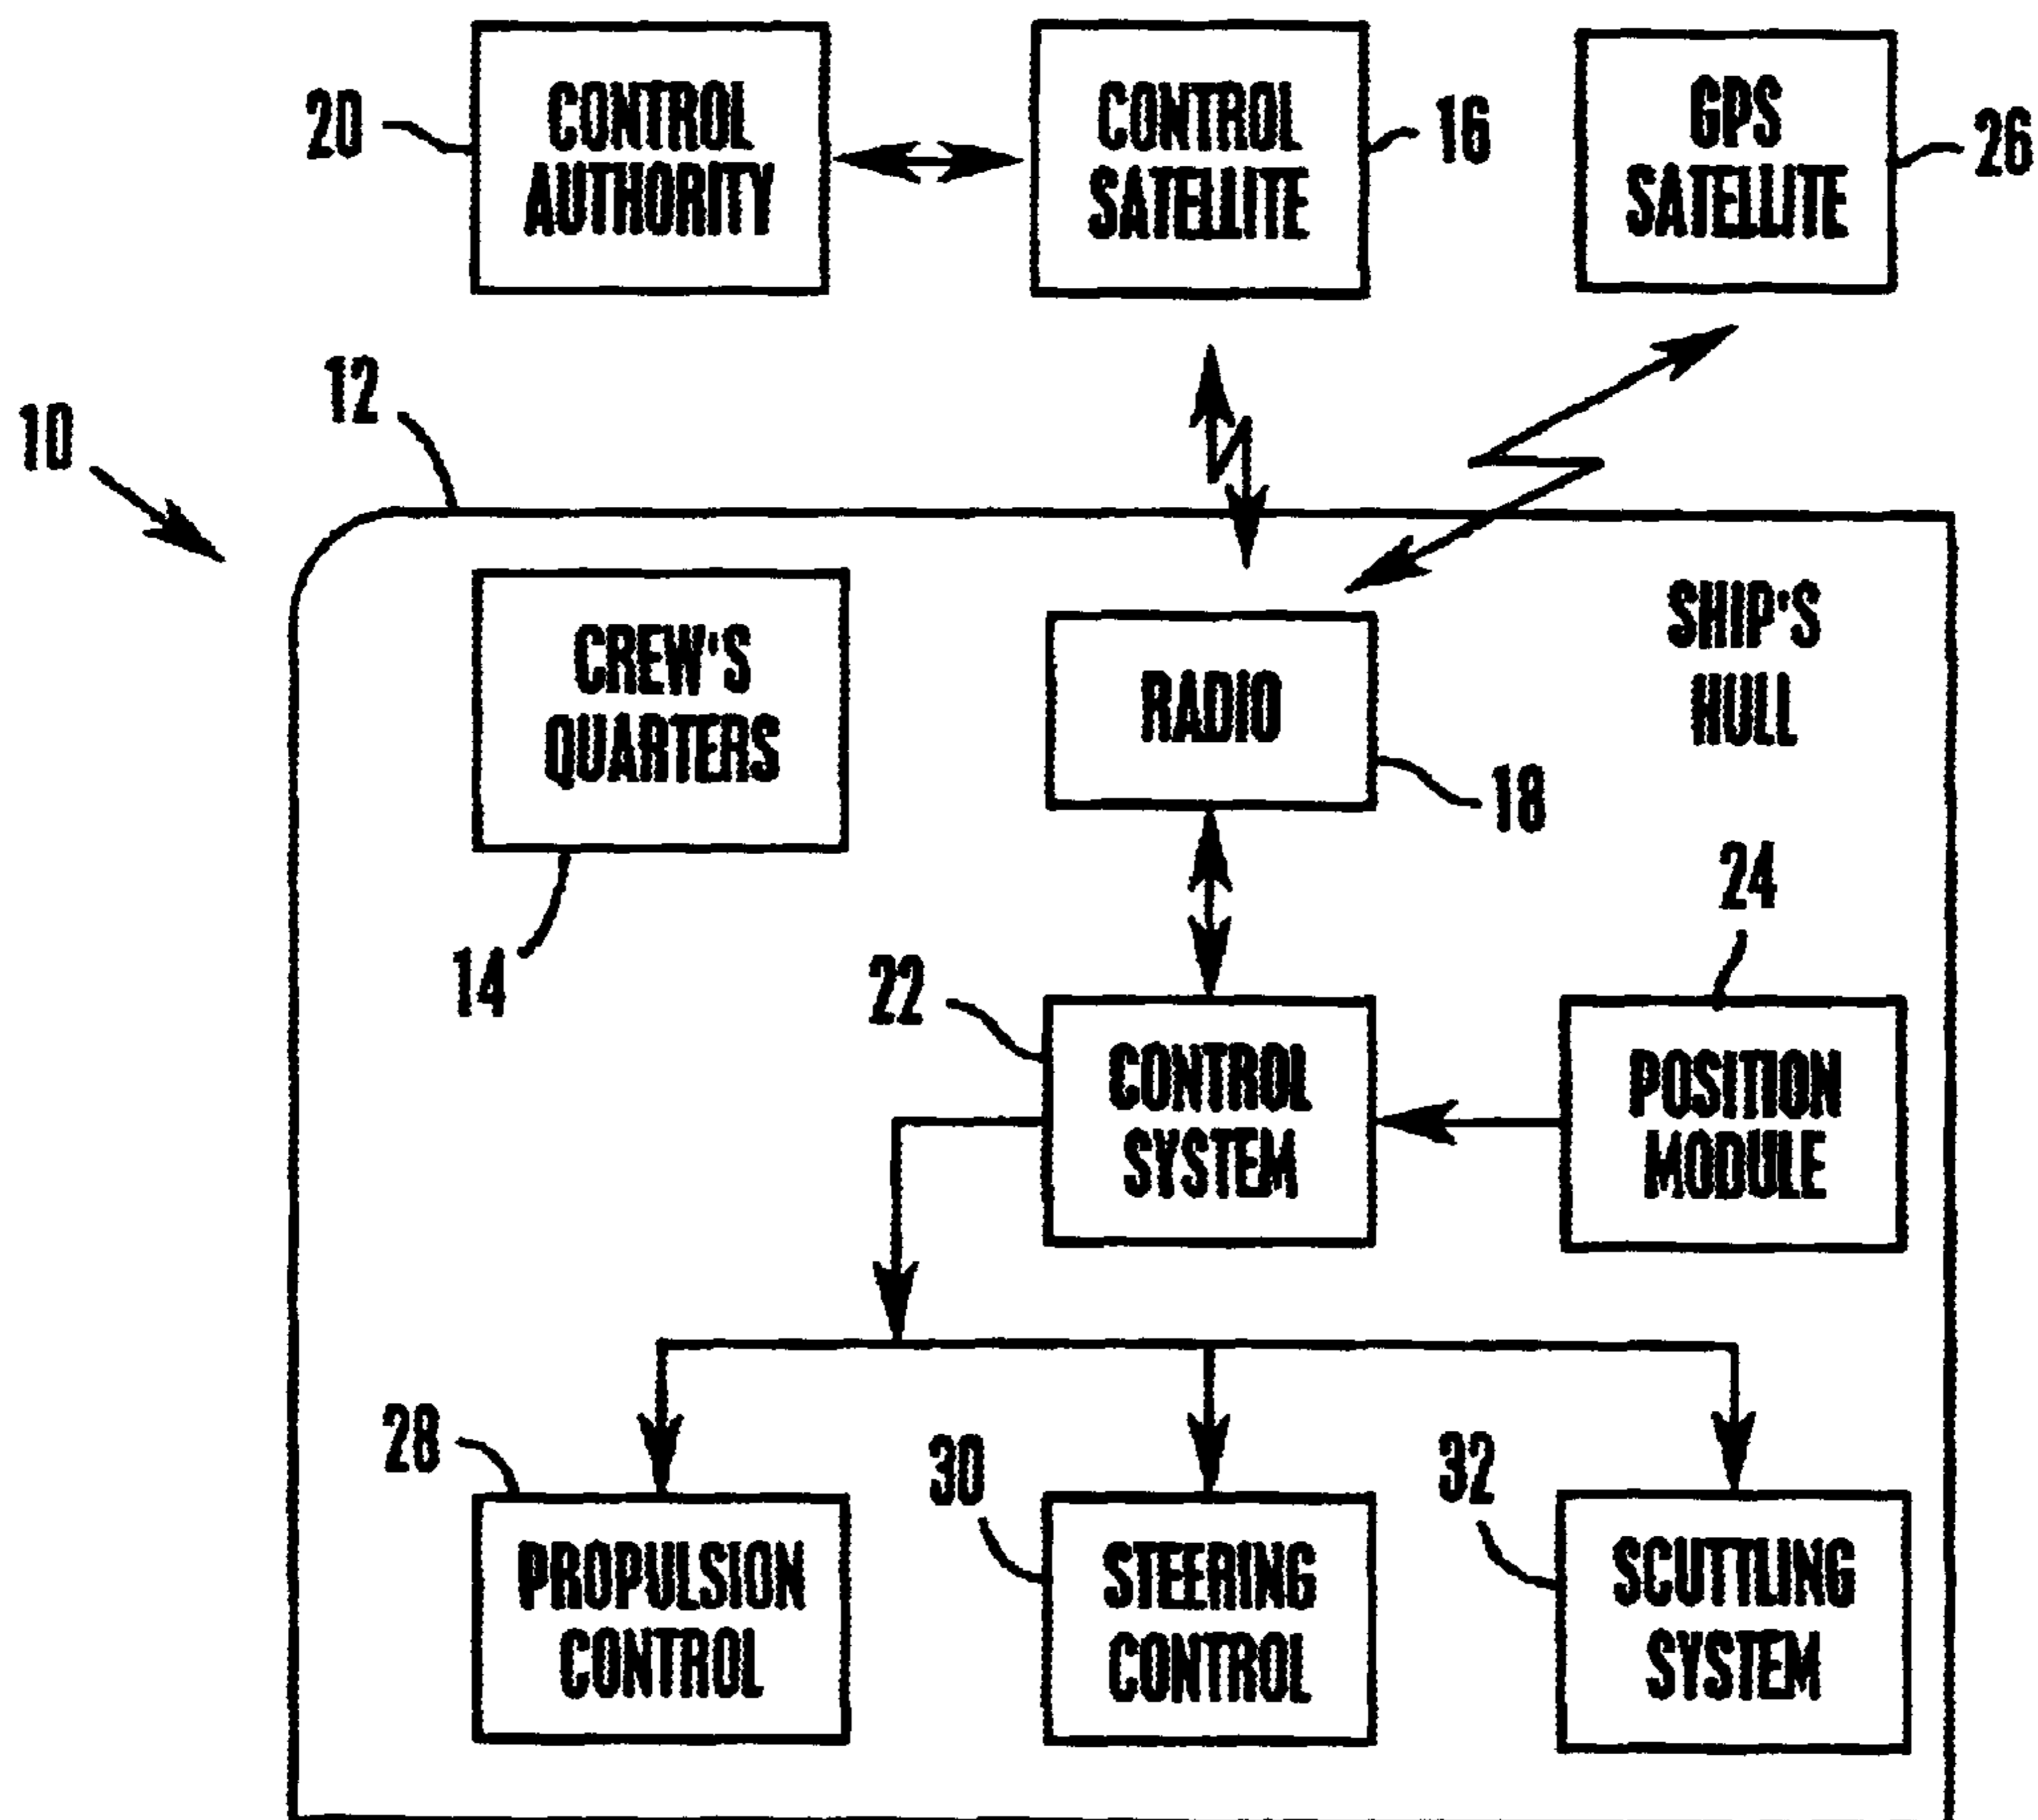 20
CONTROL
AUTHORITY
CONTROL
SATELLITE
16
GPS
SATELLITE
26
10
12
CREW'S
QUARTERS
14
RADIO
18
SHIP'S
HULL
22
CONTROL
SYSTEM
24
POSITION
MODULE
28
PROPULSION
CONTROL
30
STEERING
CONTROL
32
SCUTTLING
SYSTEM